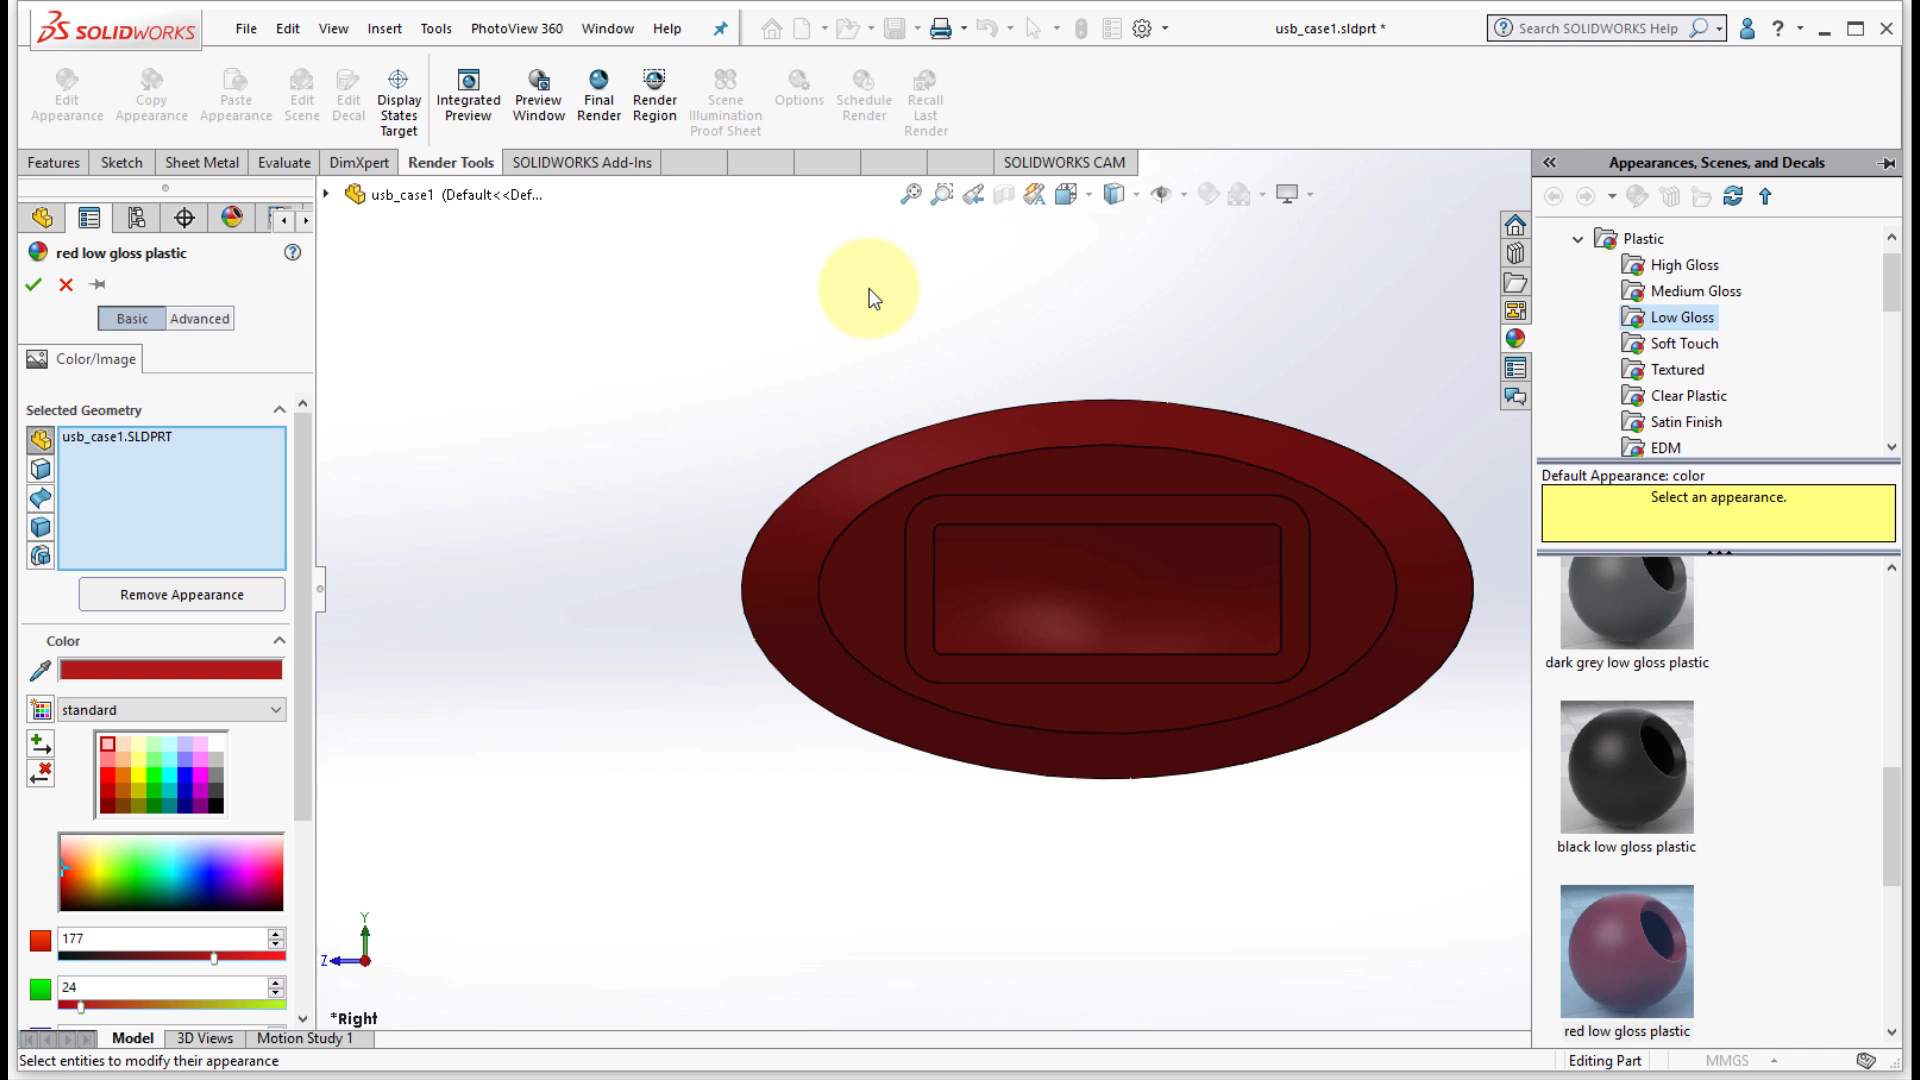 SOLIDWORKS
File Edit View Insert Tools PhotoView 360 Window Help
usb_case1.sldprt *
Search SOLIDWORKS Help
Edit Appearance
Copy Appearance
Paste Appearance
Edit Scene
Edit Decal
Display States Target
Integrated Preview
Preview Window
Final Render
Render Region
Scene Illumination Proof Sheet
Options
Schedule Render
Recall Last Render
Features Sketch Sheet Metal Evaluate DimXpert Render Tools SOLIDWORKS Add-Ins SOLIDWORKS CAM
red low gloss plastic
Basic Advanced
Color/Image
Selected Geometry
usb_case1.SLDPRT
Remove Appearance
Color
standard
177
24
usb_case1 (Default<<Def...
Y
Z
*Right
Appearances, Scenes, and Decals
Plastic
High Gloss
Medium Gloss
Low Gloss
Soft Touch
Textured
Clear Plastic
Satin Finish
EDM
Default Appearance: color
Select an appearance.
dark grey low gloss plastic
black low gloss plastic
red low gloss plastic
Model 3D Views Motion Study 1
Select entities to modify their appearance
Editing Part
MMGS